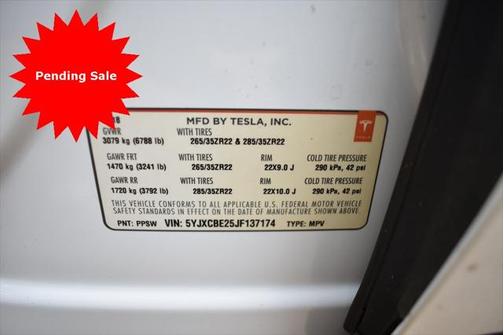 Pending Sale
18 MFD BY TESLA, INC.
GVWR WITH TIRES
3079 kg (6788 lb) 265/35ZR22 & 285/35ZR22
GAWR FRT WITH TIRES RIM COLD TIRE PRESSURE
1470 kg (3241 lb) 265/35ZR22 22X9.0 J 290 kPa, 42 psi
GAWR RR WITH TIRES RIM COLD TIRE PRESSURE
1720 kg (3792 lb) 285/35ZR22 22X10.0 J 290 kPa, 42 psi
THIS VEHICLE CONFORMS TO ALL APPLICABLE U.S. FEDERAL MOTOR VEHICLE
SAFETY STANDARDS IN EFFECT ON THE DATE OF MANUFACTURE SHOWN ABOVE.
PNT: PPSW VIN: 5YJXCBE25JF137174 TYPE: MPV